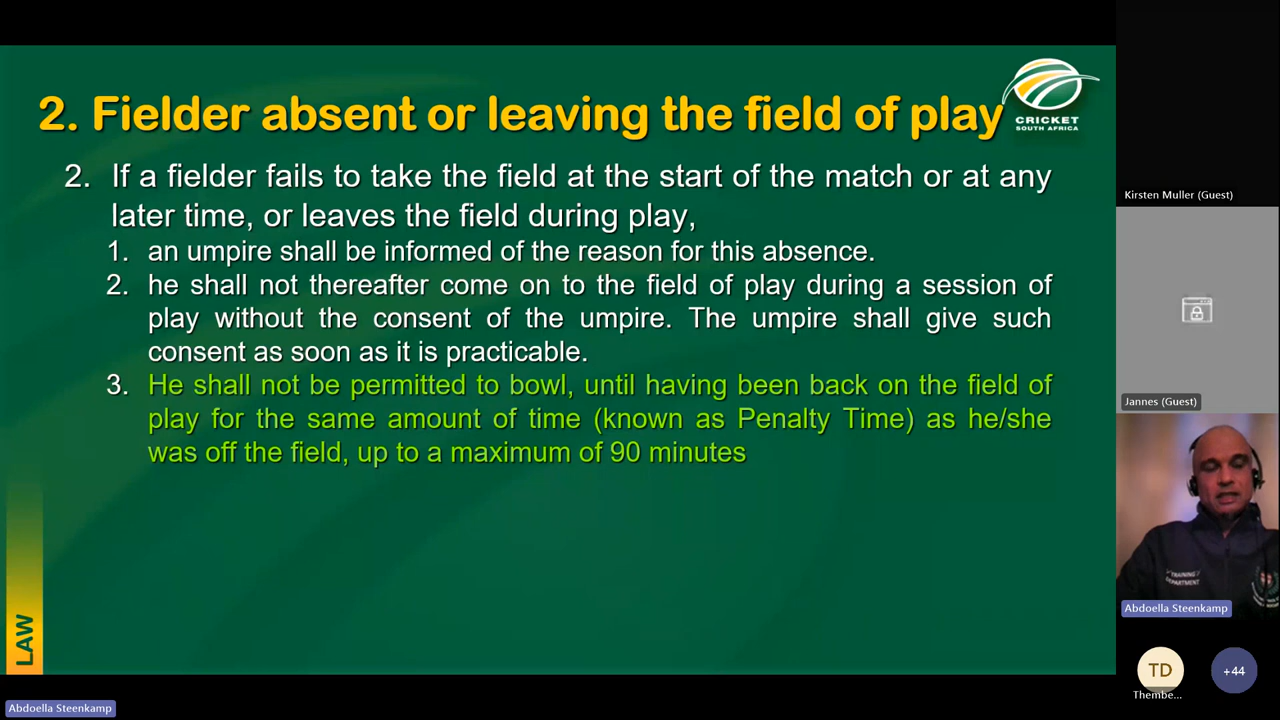 2. Fielder absent or leaving the field of play
CRICKET
SOUTH AFRICA
2. If a fielder fails to take the field at the start of the match or at any
later time, or leaves the field during play,
1. an umpire shall be informed of the reason for this absence.
2. he shall not thereafter come on to the field of play during a session of
play without the consent of the umpire. The umpire shall give such
consent as soon as it is practicable.
3. He shall not be permitted to bowl, until having been back on the field of
play for the same amount of time (known as Penalty Time) as he/she
was off the field, up to a maximum of 90 minutes
LAW
Abdoella Steenkamp
Kirsten Muller (Guest)
Jannes (Guest)
TRAINING
DEPARTMENT
Abdoella Steenkamp
TD
Thembe...
+44